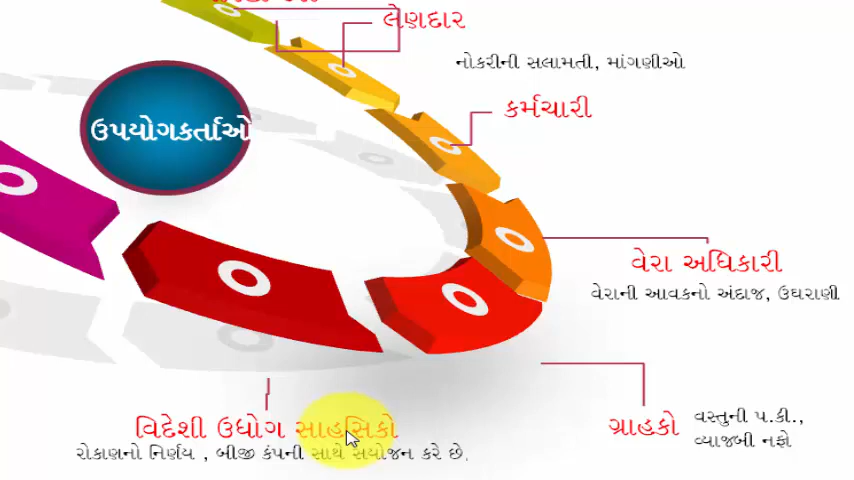 લેણદાર
નોકરીની સલામતી, માંગણીઓ
કર્મચારી
ઉપયોગકર્તાઓ
વેરા અધિકારી
વેરાની આવકનો અંદાજ, ઉઘરાણી
ગ્રાહકો
વસ્તુની પ.કી.,
વ્યાજબી નફો
વિદેશી ઉધોગ સાહસિકો
રોકાણનો નિર્ણય , બીજી કંપની સાથે સંયોજન કરે છે.